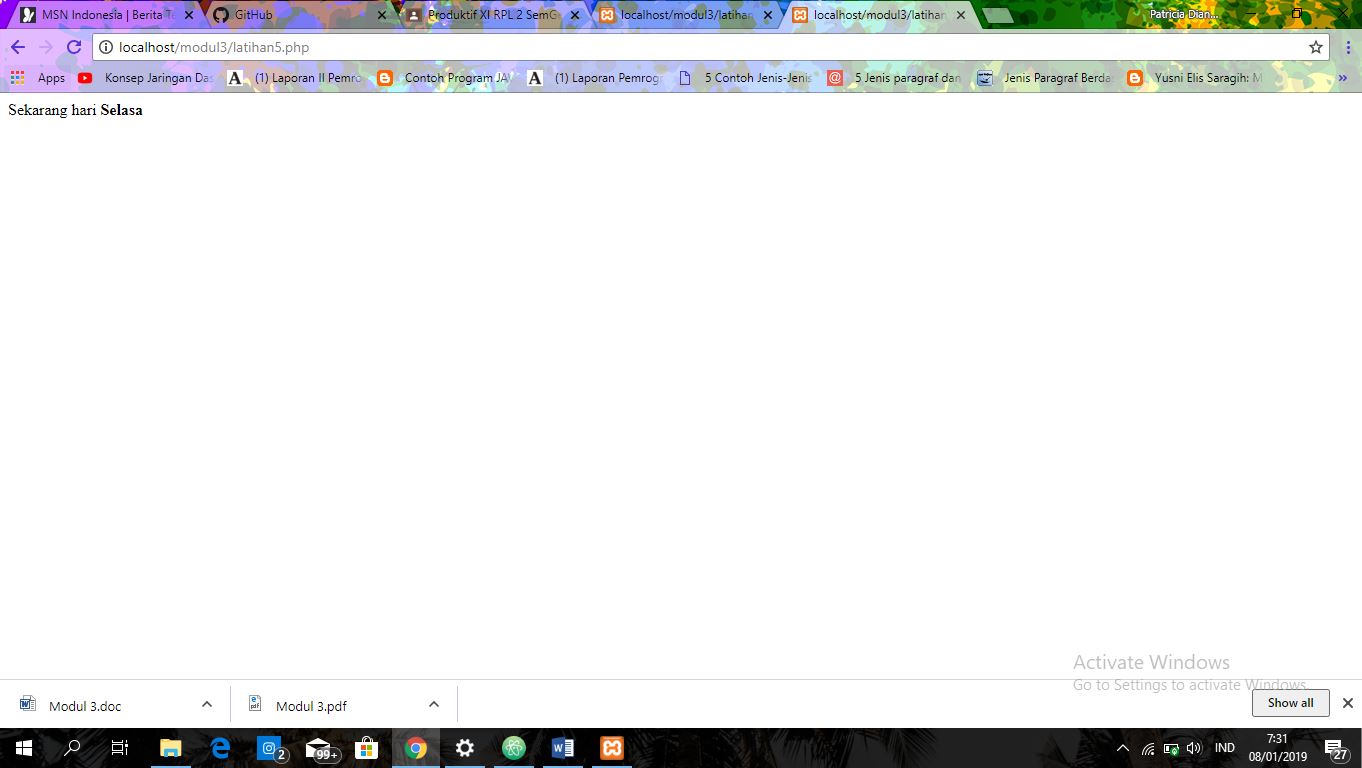 MSN Indonesia | Berita Te
GitHub
Produktif XI RPL 2 SemGe
localhost/modul3/latihan
localhost/modul3/latihan
Patricia Dian...
localhost/modul3/latihan5.php
Apps
Konsep Jaringan Das
(1) Laporan II Pemro
Contoh Program JAV
(1) Laporan Pemrog
5 Contoh Jenis-Jenis
5 Jenis paragraf dan
Jenis Paragraf Berdas
Yusni Elis Saragih: M
Sekarang hari Selasa
Activate Windows
Go to Settings to activate Windows.
Modul 3.doc
Modul 3.pdf
Show all
2
99+
IND
7:31
08/01/2019
27